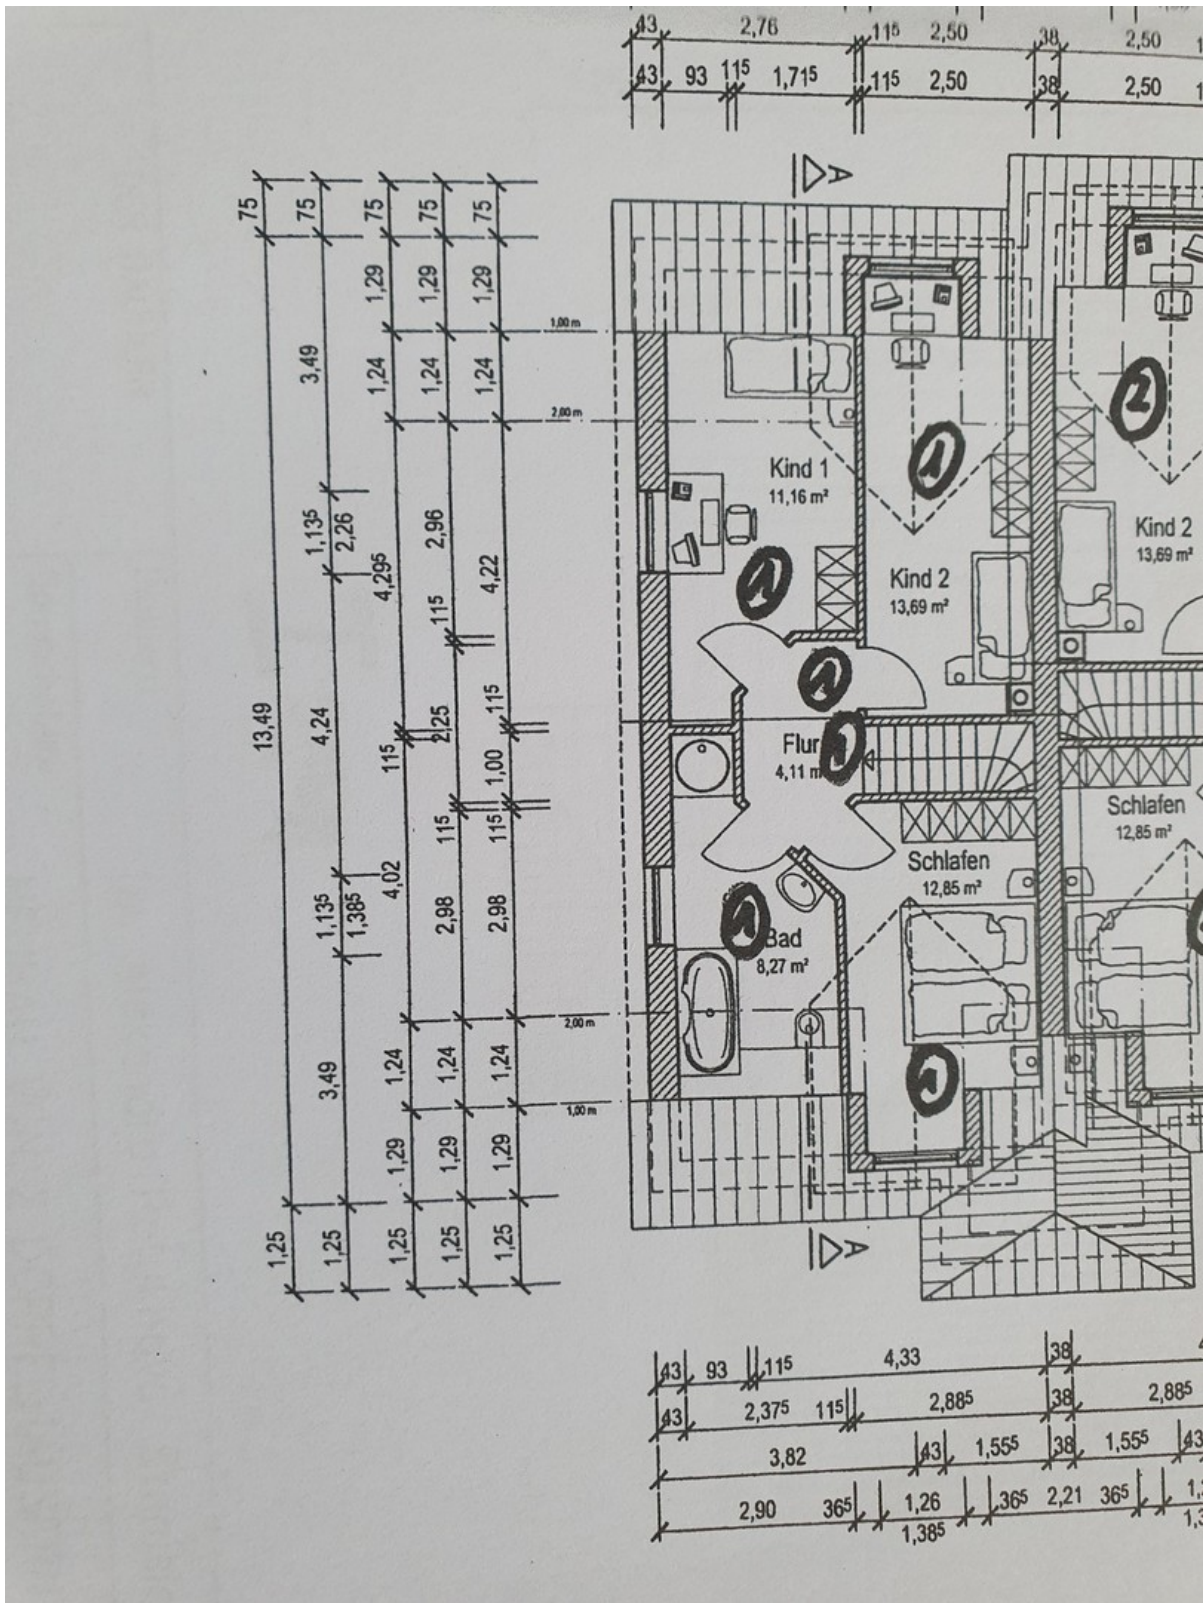 43 2,76 11⁵ 2,50 38 2,50
43 93 11⁵ 1,71⁵ 11⁵ 2,50 38 2,50
A
75 75 75 75 75
1,29 1,29 1,29
1,00 m
3,49 1,24 1,24 1,24
2,00 m
2
1
Kind 1
11,16 m²
1,13⁵ 2,26 4,29⁵ 2,96 4,22
Kind 2
13,69 m²
1
Kind 2
13,69 m²
11⁵
1
13,49 4,24 2,25 11⁵
11⁵ 1,00
Flur
4,11 m
1
11⁵ 11⁵
Schlafen
12,85 m²
Schlafen
12,85 m²
4,02
1,13⁵ 1,38⁵ 2,98 2,98
1
Bad
8,27 m²
2,00 m
3,49 1,24 1,24 1,24
1
1,00 m
1,29 1,29 1,29
1,25 1,25 1,25 1,25 1,25
A
43 93 11⁵ 4,33 38
43 2,37⁵ 11⁵ 2,88⁵ 38 2,88⁵
3,82 43 1,55⁵ 38 1,55⁵ 43
2,90 36⁵ 1,26 36⁵ 2,21 36⁵
1,38⁵